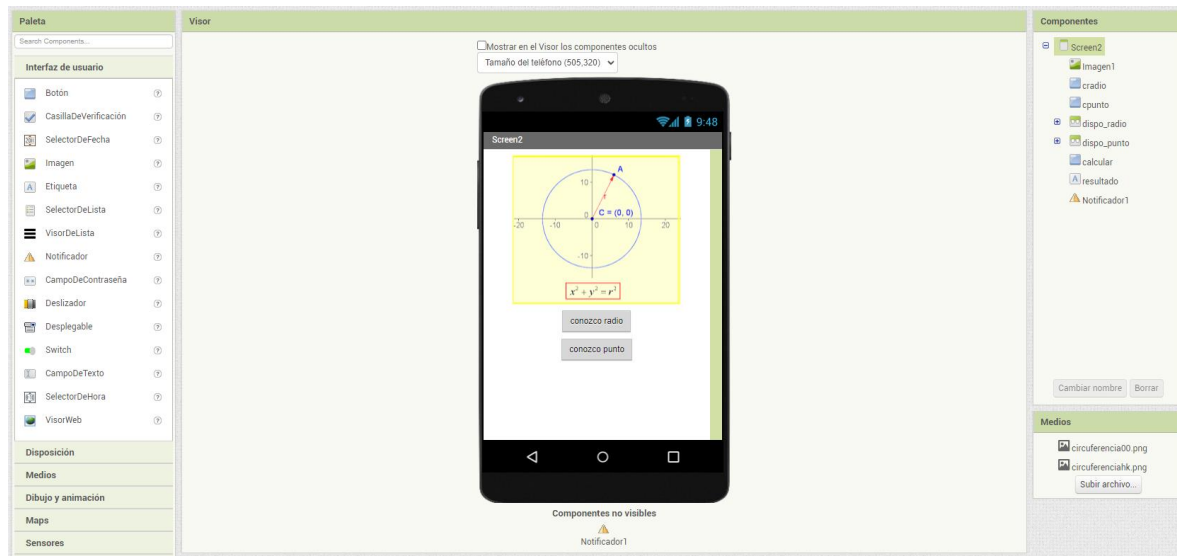 Paleta
Search Components...
Interfaz de usuario
Botón
CasillaDeVerificación
SelectorDeFecha
Imagen
Etiqueta
SelectorDeLista
VisorDeLista
Notificador
CampoDeContraseña
Deslizador
Desplegable
Switch
CampoDeTexto
SelectorDeHora
VisorWeb
Disposición
Medios
Dibujo y animación
Maps
Sensores
Visor
Mostrar en el Visor los componentes ocultos
Tamaño del teléfono (505,320)
9:48
Screen2
A
10
r
0
C = (0, 0)
-20 -10 0 10 20
-10
x² + y² = r²
conozco radio
conozco punto
Componentes no visibles
Notificador1
Componentes
Screen2
Imagen1
cradio
cpunto
dispo_radio
dispo_punto
calcular
resultado
Notificador1
Cambiar nombre Borrar
Medios
circuferencia00.png
circuferenciahk.png
Subir archivo...